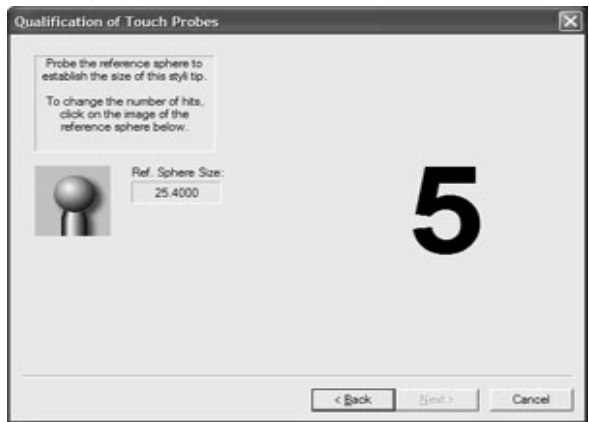 Qualification of Touch Probes
Probe the reference sphere to
establish the size of this styli tip.
To change the number of hits,
click on the image of the
reference sphere below.
Ref. Sphere Size:
25.4000
5
< Back
Next >
Cancel